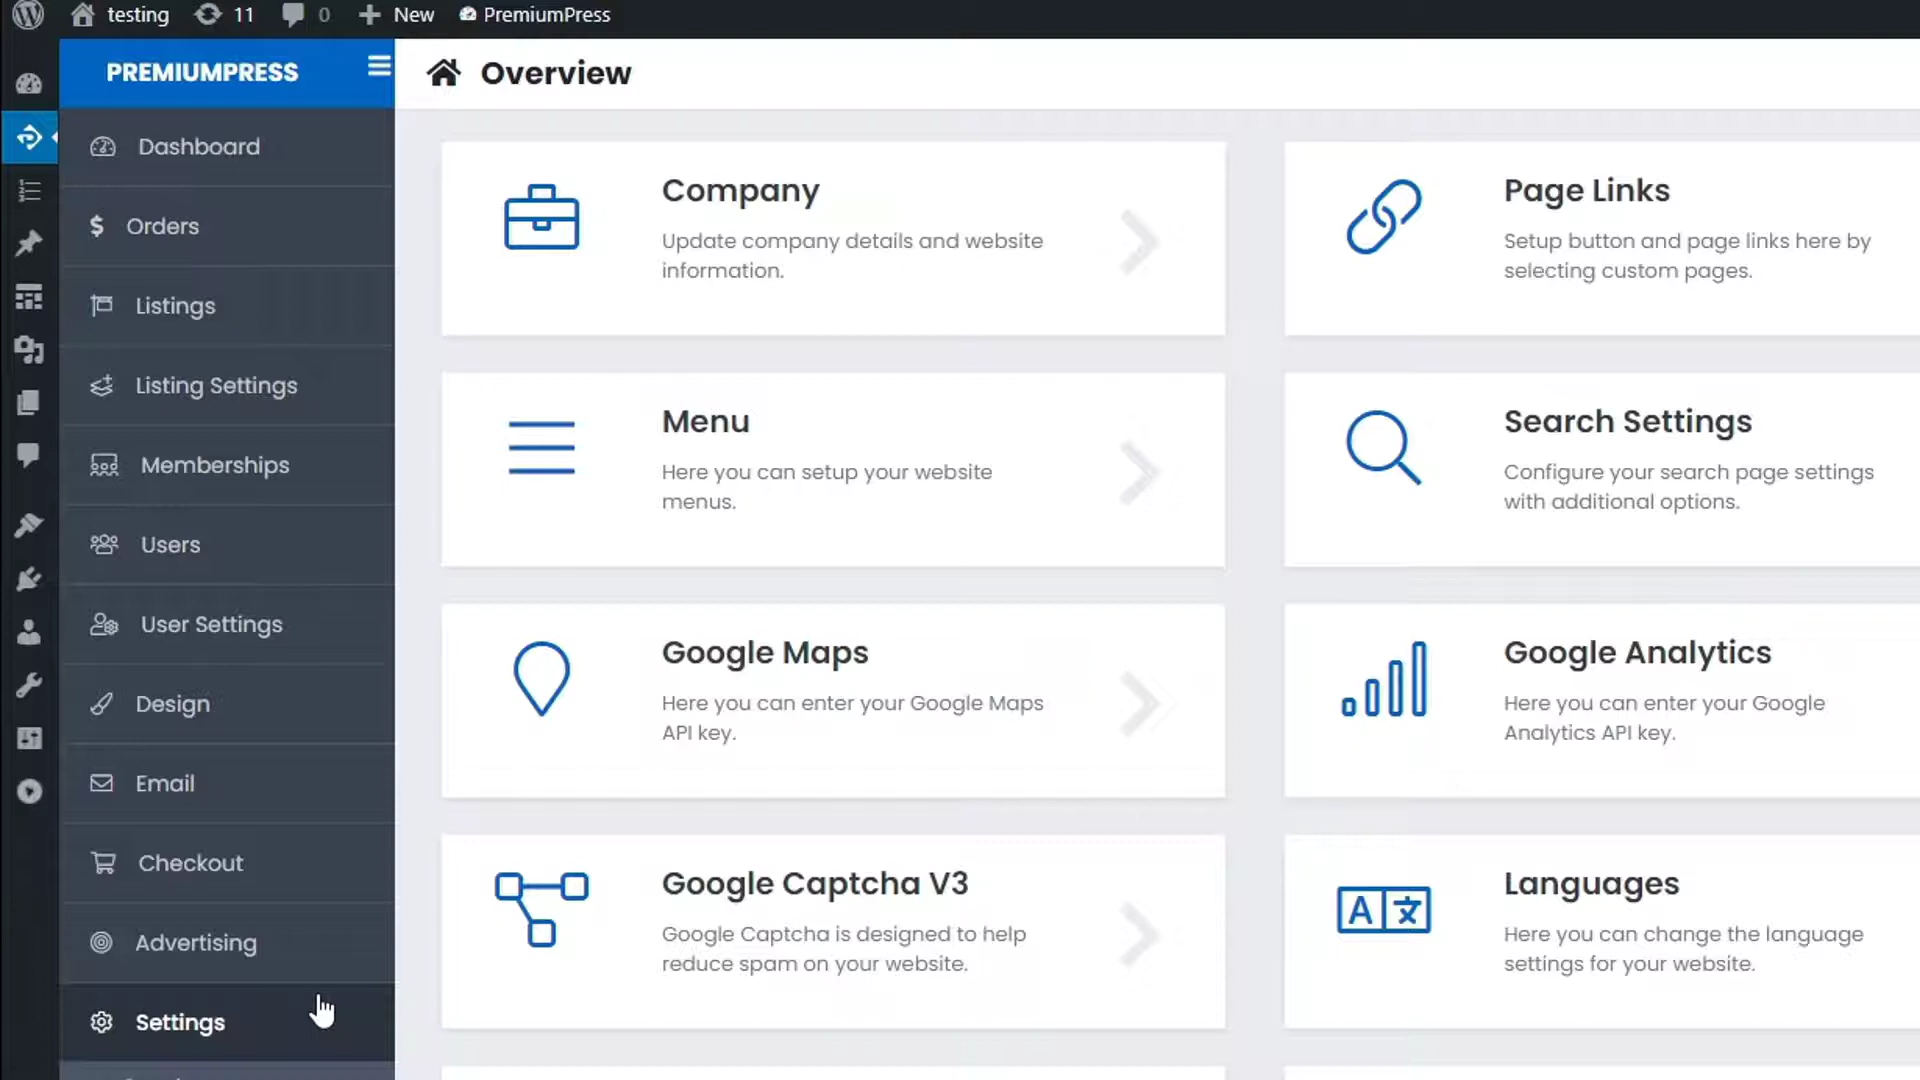 testing 11 0 New PremiumPress
PREMIUMPRESS
Dashboard
Orders
Listings
Listing Settings
Memberships
Users
User Settings
Design
Email
Checkout
Advertising
Settings
Overview
Company
Update company details and website
information.
Page Links
Setup button and page links here by
selecting custom pages.
Menu
Here you can setup your website
menus.
Search Settings
Configure your search page settings
with additional options.
Google Maps
Here you can enter your Google Maps
API key.
Google Analytics
Here you can enter your Google
Analytics API key.
Google Captcha V3
Google Captcha is designed to help
reduce spam on your website.
Languages
Here you can change the language
settings for your website.